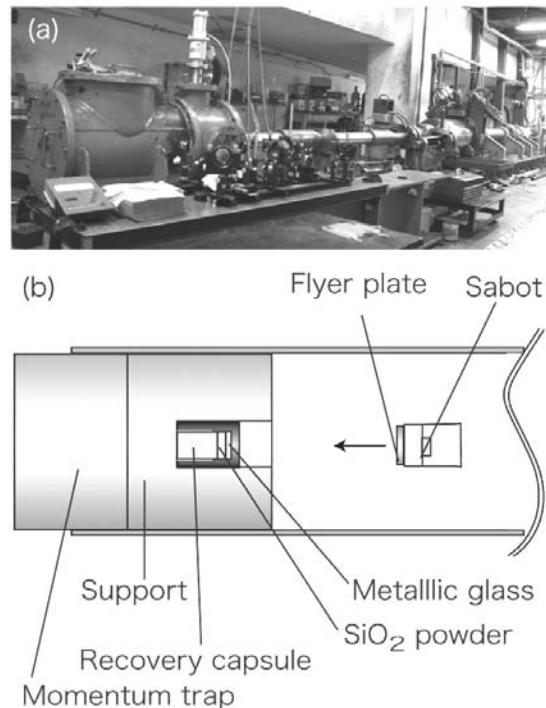 (a)
(b)
Flyer plate
Sabot
Support
Metalllic glass
SiO₂ powder
Recovery capsule
Momentum trap